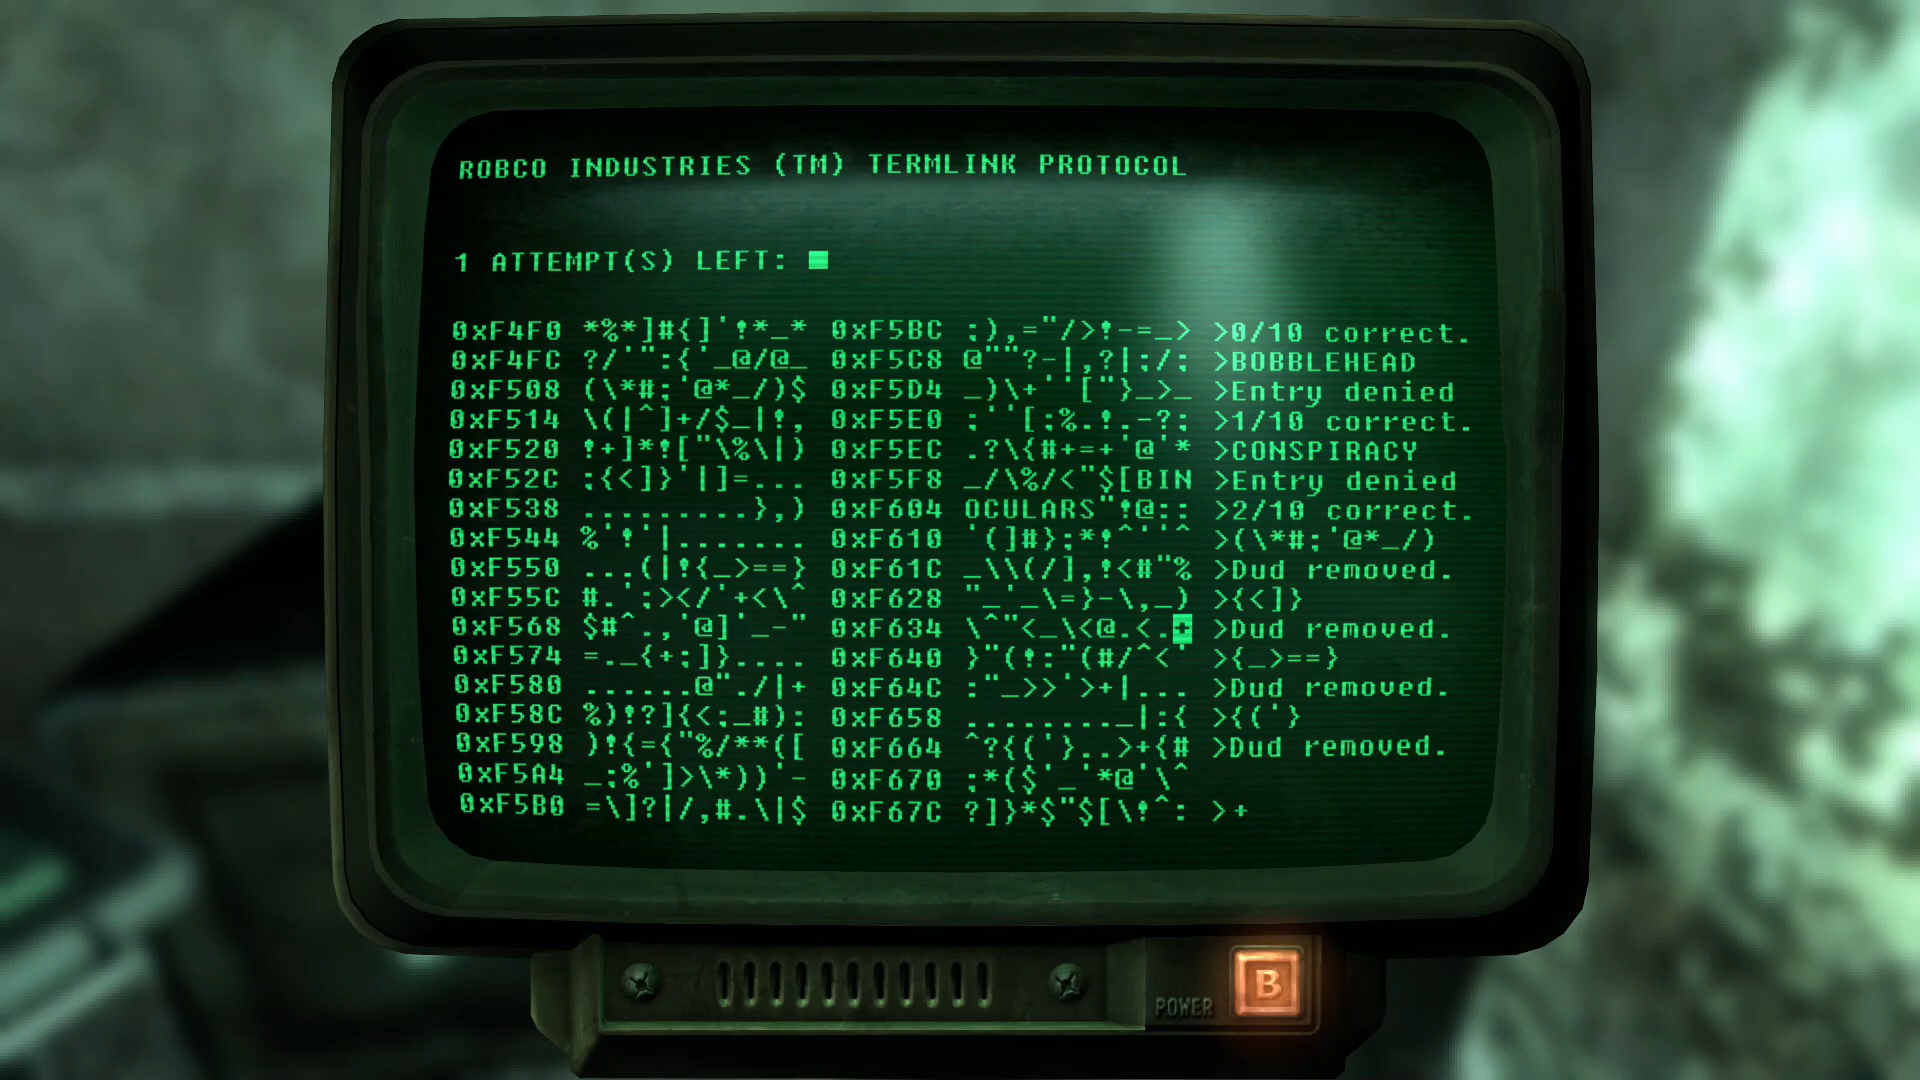 ROBCO INDUSTRIES (TM) TERMLINK PROTOCOL
1 ATTEMPT(S) LEFT:
0xF4F0 *%*]#{]'!*_* 0xF5BC ;),="/>!-=_> >0/10 correct.
0xF4FC ?/'":{'_@/@_ 0xF5C8 @""?-|,?|;/; >BOBBLEHEAD
0xF508 (\*#;'@*_/)$ 0xF5D4 _)\+''["}_>_ >Entry denied
0xF514 \(|^]+/$_|!, 0xF5E0 ;''[;%.!.-?; >1/10 correct.
0xF520 !+]*!["\%\|) 0xF5EC .?\{#+=+'@'* >CONSPIRACY
0xF52C :{<]}'|]=... 0xF5F8 _/\%/<"$[BIN >Entry denied
0xF538 .........},) 0xF604 OCULARS"!@:: >2/10 correct.
0xF544 %'!'|....... 0xF610 '(]#};*!^''^ >(\*#;'@*_/)
0xF550 ...(|!{_>==} 0xF61C _\\(/],!<#"% >Dud removed.
0xF55C #.';></'+<\^ 0xF628 "_'_\=}-\,_) >{<]}
0xF568 $#^.,'@]'_-" 0xF634 \^"<_\<@.<.+ >Dud removed.
0xF574 =._{+;]}.... 0xF640 }"(!:"(#/^<' >{_>==}
0xF580 ......@"./|+ 0xF64C :"_>>'>+|... >Dud removed.
0xF58C %)!?]{<;_#): 0xF658 ........_|:{ >{('}
0xF598 )!{={"%/**([ 0xF664 ^?{('}..>+{# >Dud removed.
0xF5A4 _;%']>\*))'- 0xF670 ;*($'_'*@'\^
0xF5B0 =\]?|/,#.\|$ 0xF67C ?]}*$"$[\!^: >+
POWER
B